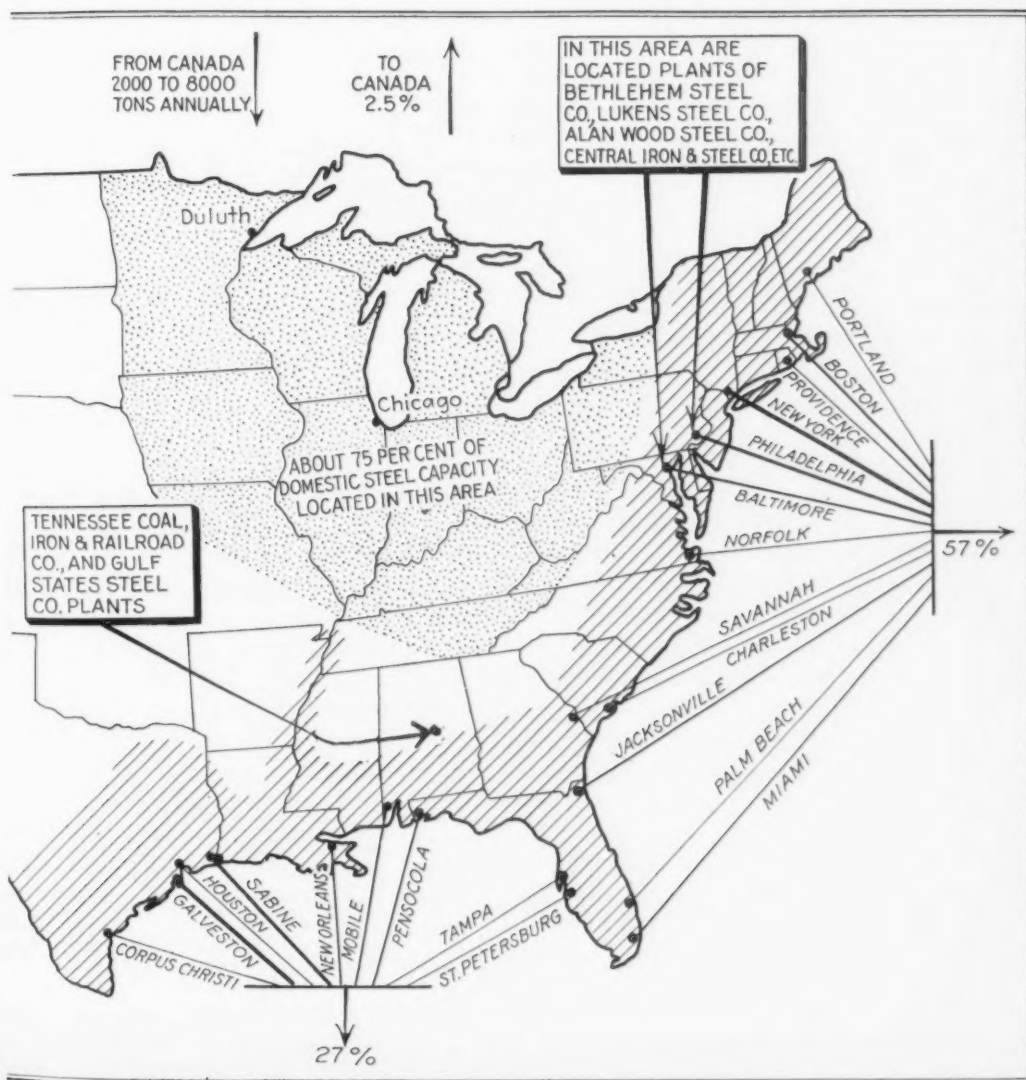 FROM CANADA
2000 TO 8000
TONS ANNUALLY
TO
CANADA
2.5%
IN THIS AREA ARE
LOCATED PLANTS OF
BETHLEHEM STEEL
CO., LUKENS STEEL CO.,
ALAN WOOD STEEL CO.,
CENTRAL IRON & STEEL CO., ETC.
Duluth
Chicago
ABOUT 75 PER CENT OF
DOMESTIC STEEL CAPACITY
LOCATED IN THIS AREA
TENNESSEE COAL,
IRON & RAILROAD
CO., AND GULF
STATES STEEL
CO. PLANTS
PORTLAND
BOSTON
PROVIDENCE
NEW YORK
PHILADELPHIA
BALTIMORE
NORFOLK
57%
SAVANNAH
CHARLESTON
JACKSONVILLE
PALM BEACH
MIAMI
CORPUS CHRISTI
GALVESTON
HOUSTON
SABINE
NEW ORLEANS
MOBILE
PENSOCOLA
TAMPA
ST. PETERSBURG
27%